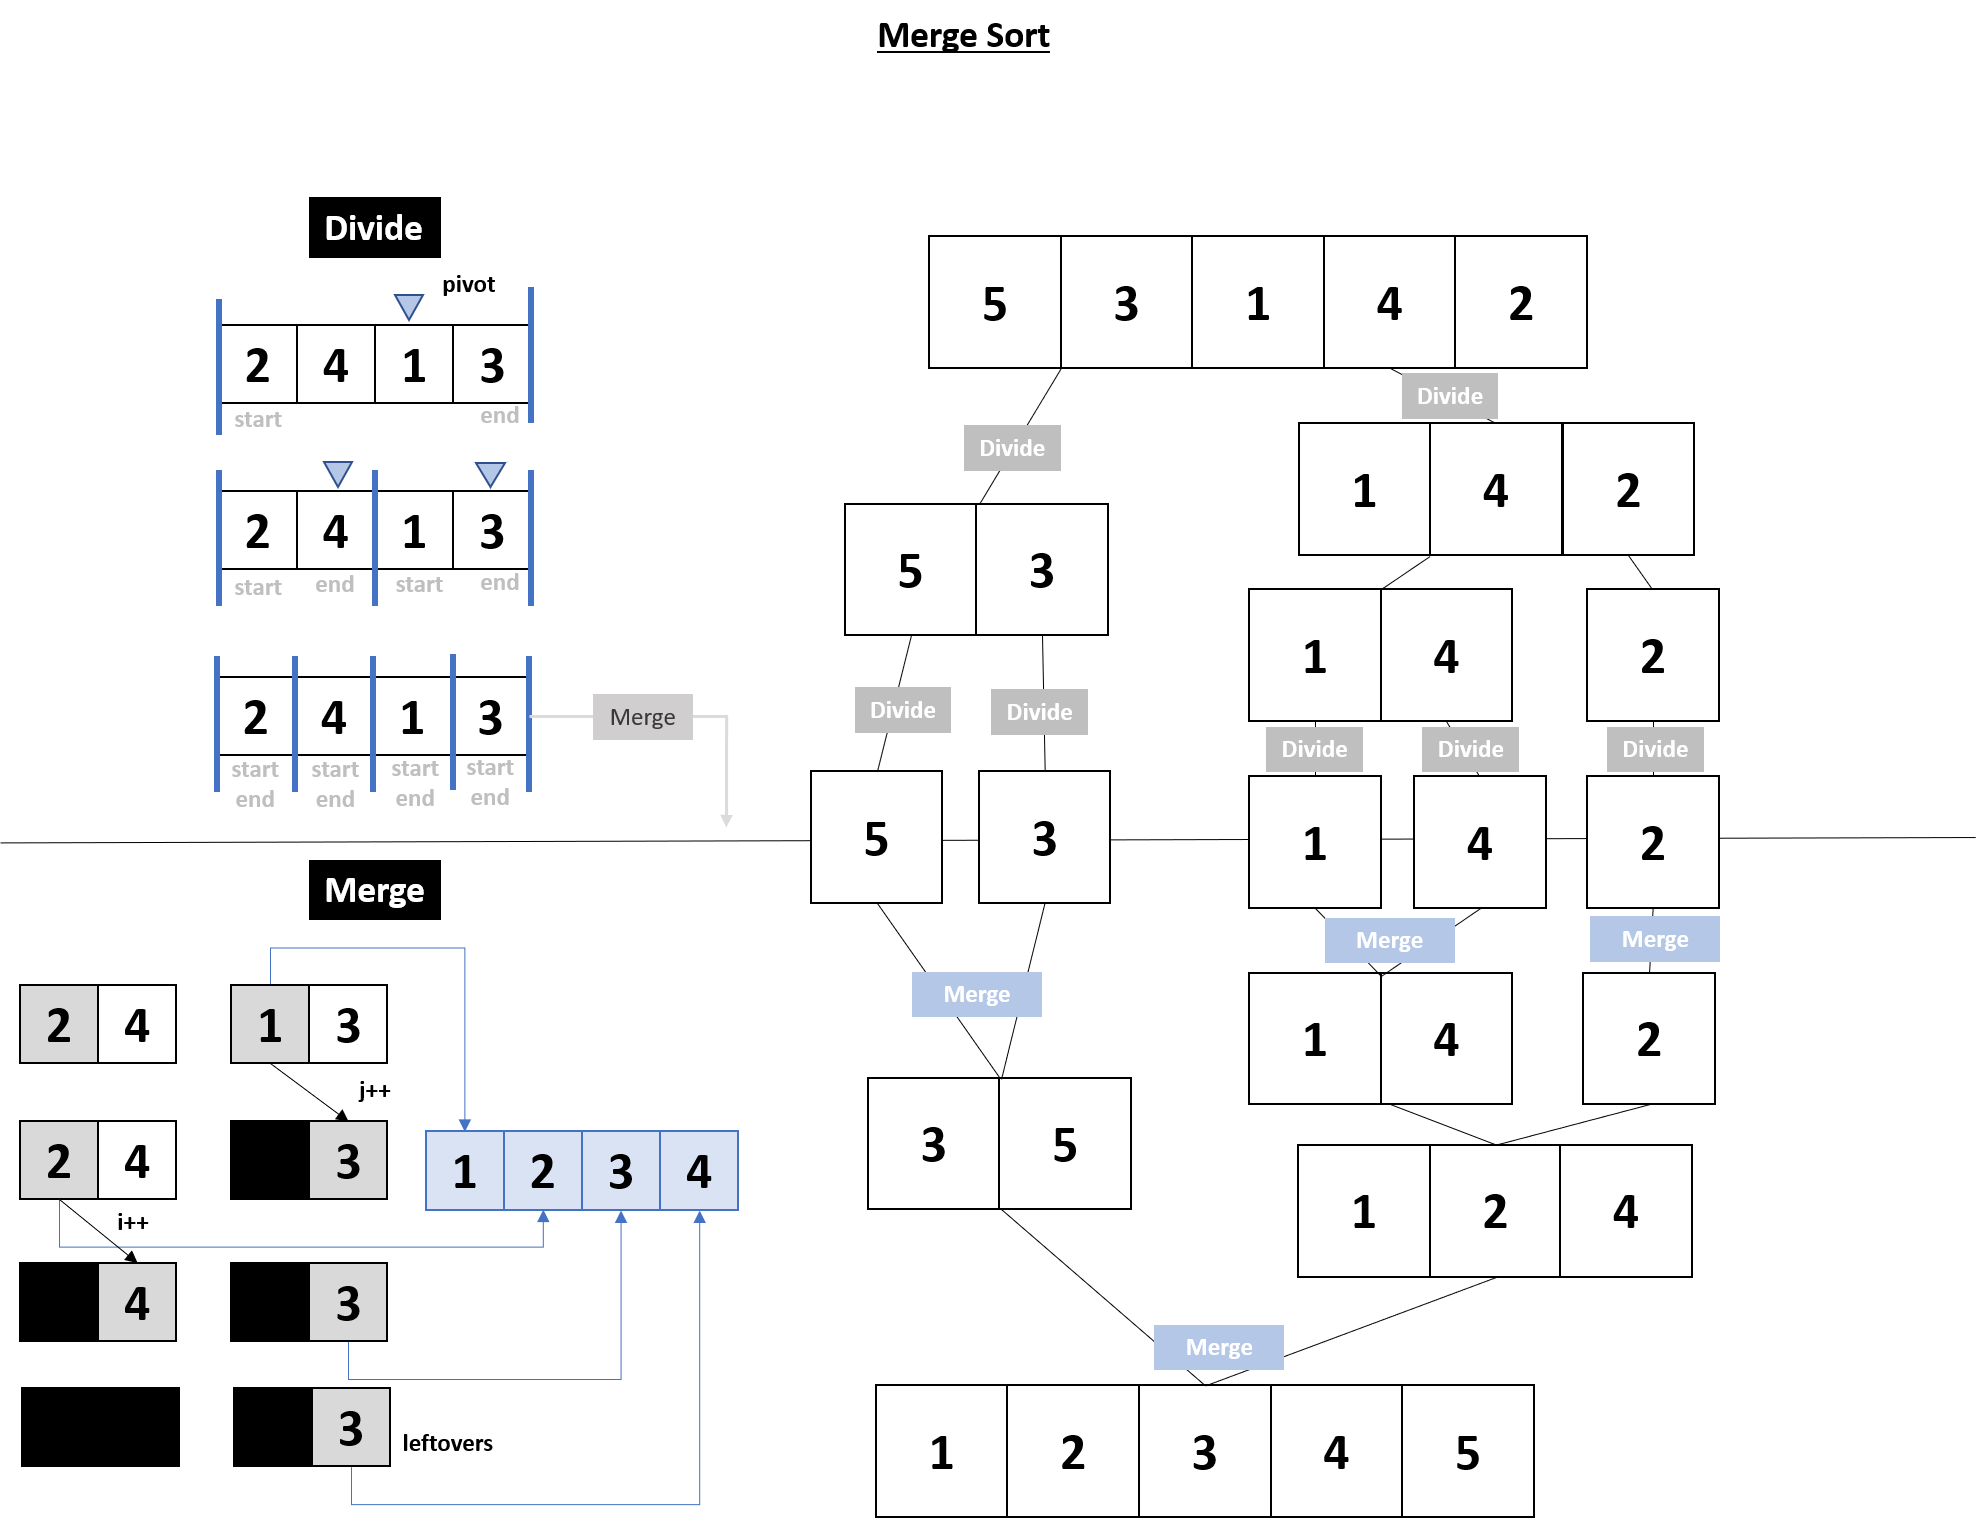 Merge Sort
Divide
pivot
2 4 1 3
start end
2 4 1 3
start end start end
2 4 1 3
start start start start
end end end end
Merge
Merge
2 4 1 3
j++
2 4 3
1 2 3 4
i++
4 3
3
leftovers
5 3 1 4 2
Divide
Divide
1 4 2
5 3
1 4 2
Divide Divide
Divide Divide Divide
5 3 1 4 2
Merge Merge
Merge
1 4 2
3 5
1 2 4
Merge
1 2 3 4 5